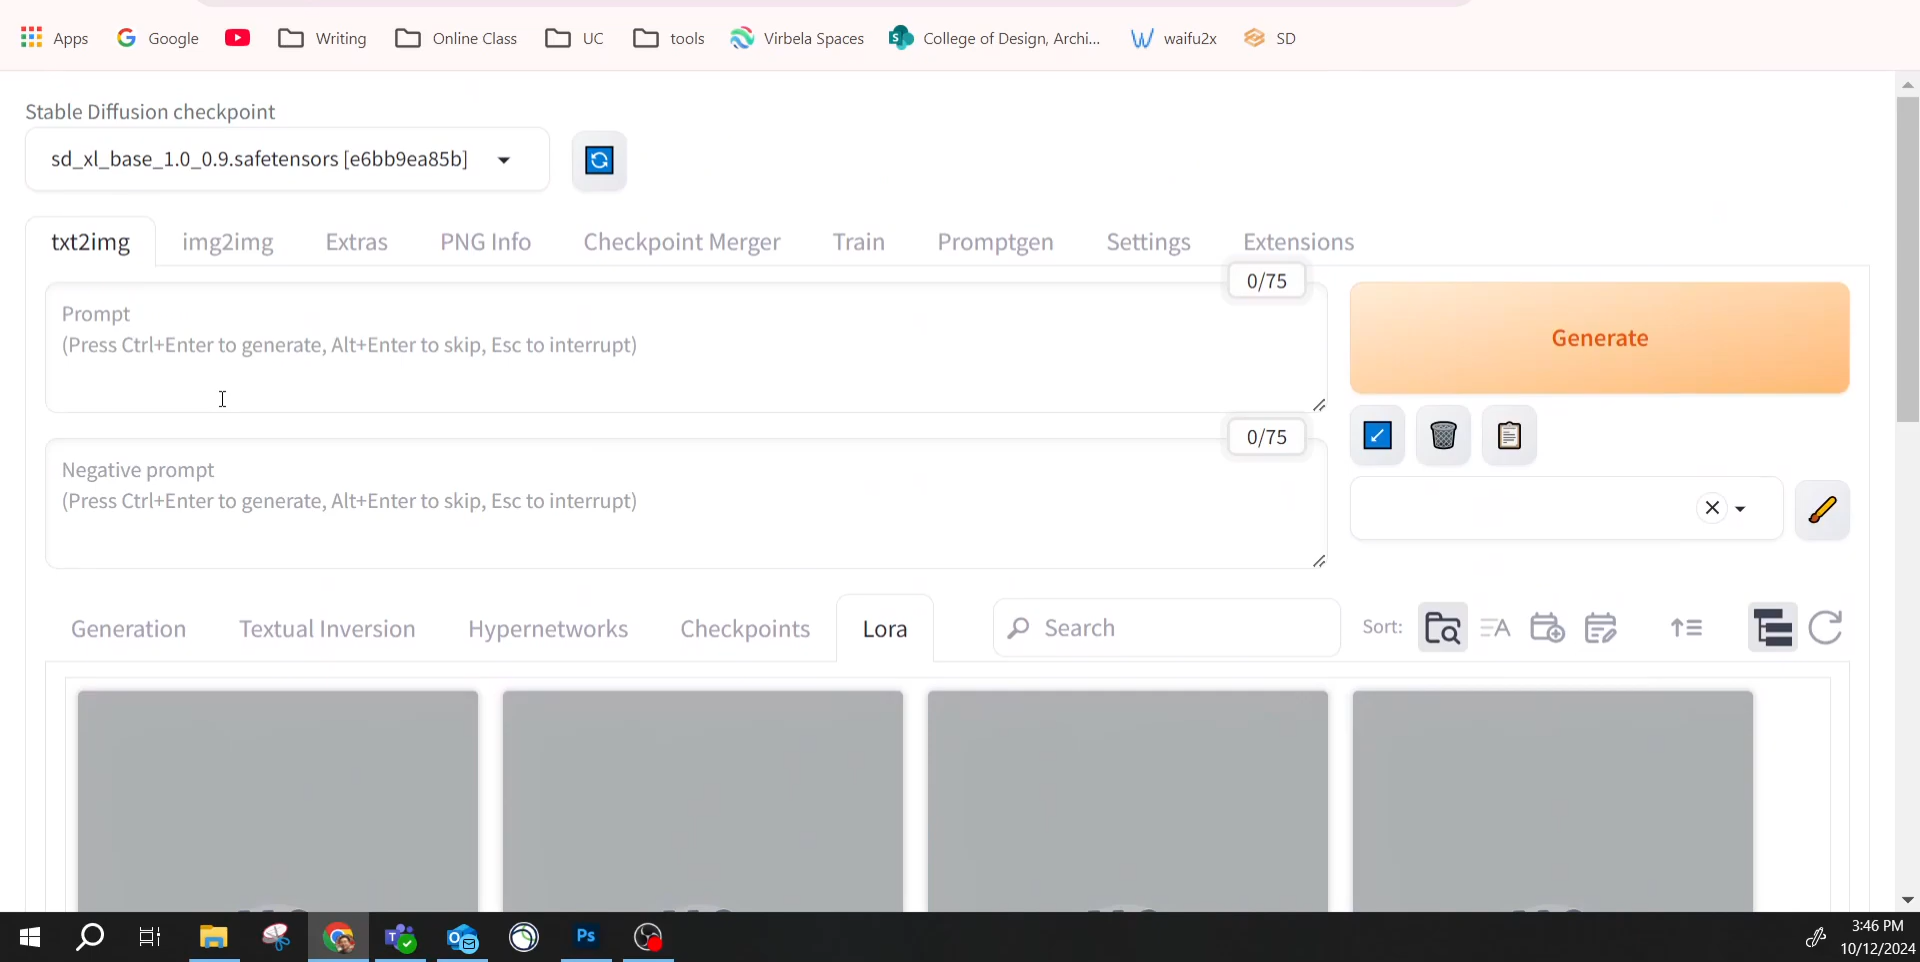 Apps Google Writing Online Class UC tools Virbela Spaces College of Design, Archi... waifu2x SD
Stable Diffusion checkpoint
sd_xl_base_1.0_0.9.safetensors [e6bb9ea85b]
txt2img img2img Extras PNG Info Checkpoint Merger Train Promptgen Settings Extensions
0/75
Prompt
(Press Ctrl+Enter to generate, Alt+Enter to skip, Esc to interrupt)
Generate
0/75
Negative prompt
(Press Ctrl+Enter to generate, Alt+Enter to skip, Esc to interrupt)
Generation Textual Inversion Hypernetworks Checkpoints Lora Search Sort:
Ps
3:46 PM
10/12/2024